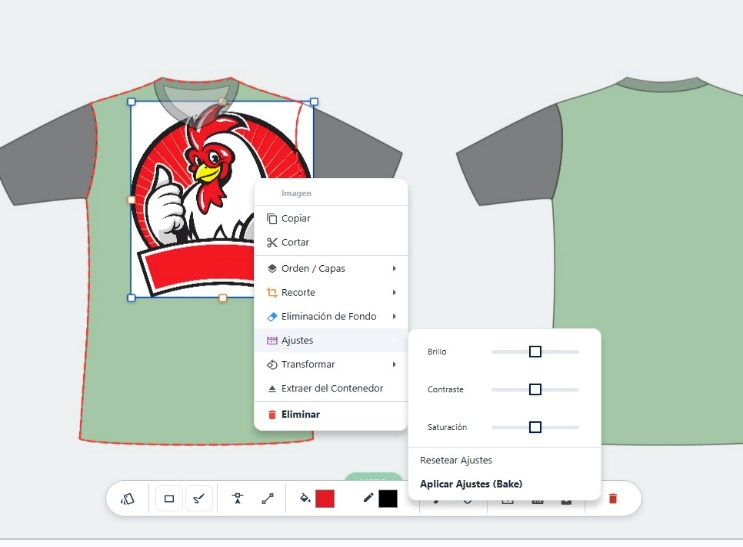 Imagen
Copiar
Cortar
Orden / Capas
Recorte
Eliminación de Fondo
Ajustes
Transformar
Extraer del Contenedor
Eliminar
Brillo
Contraste
Saturación
Resetear Ajustes
Aplicar Ajustes (Bake)